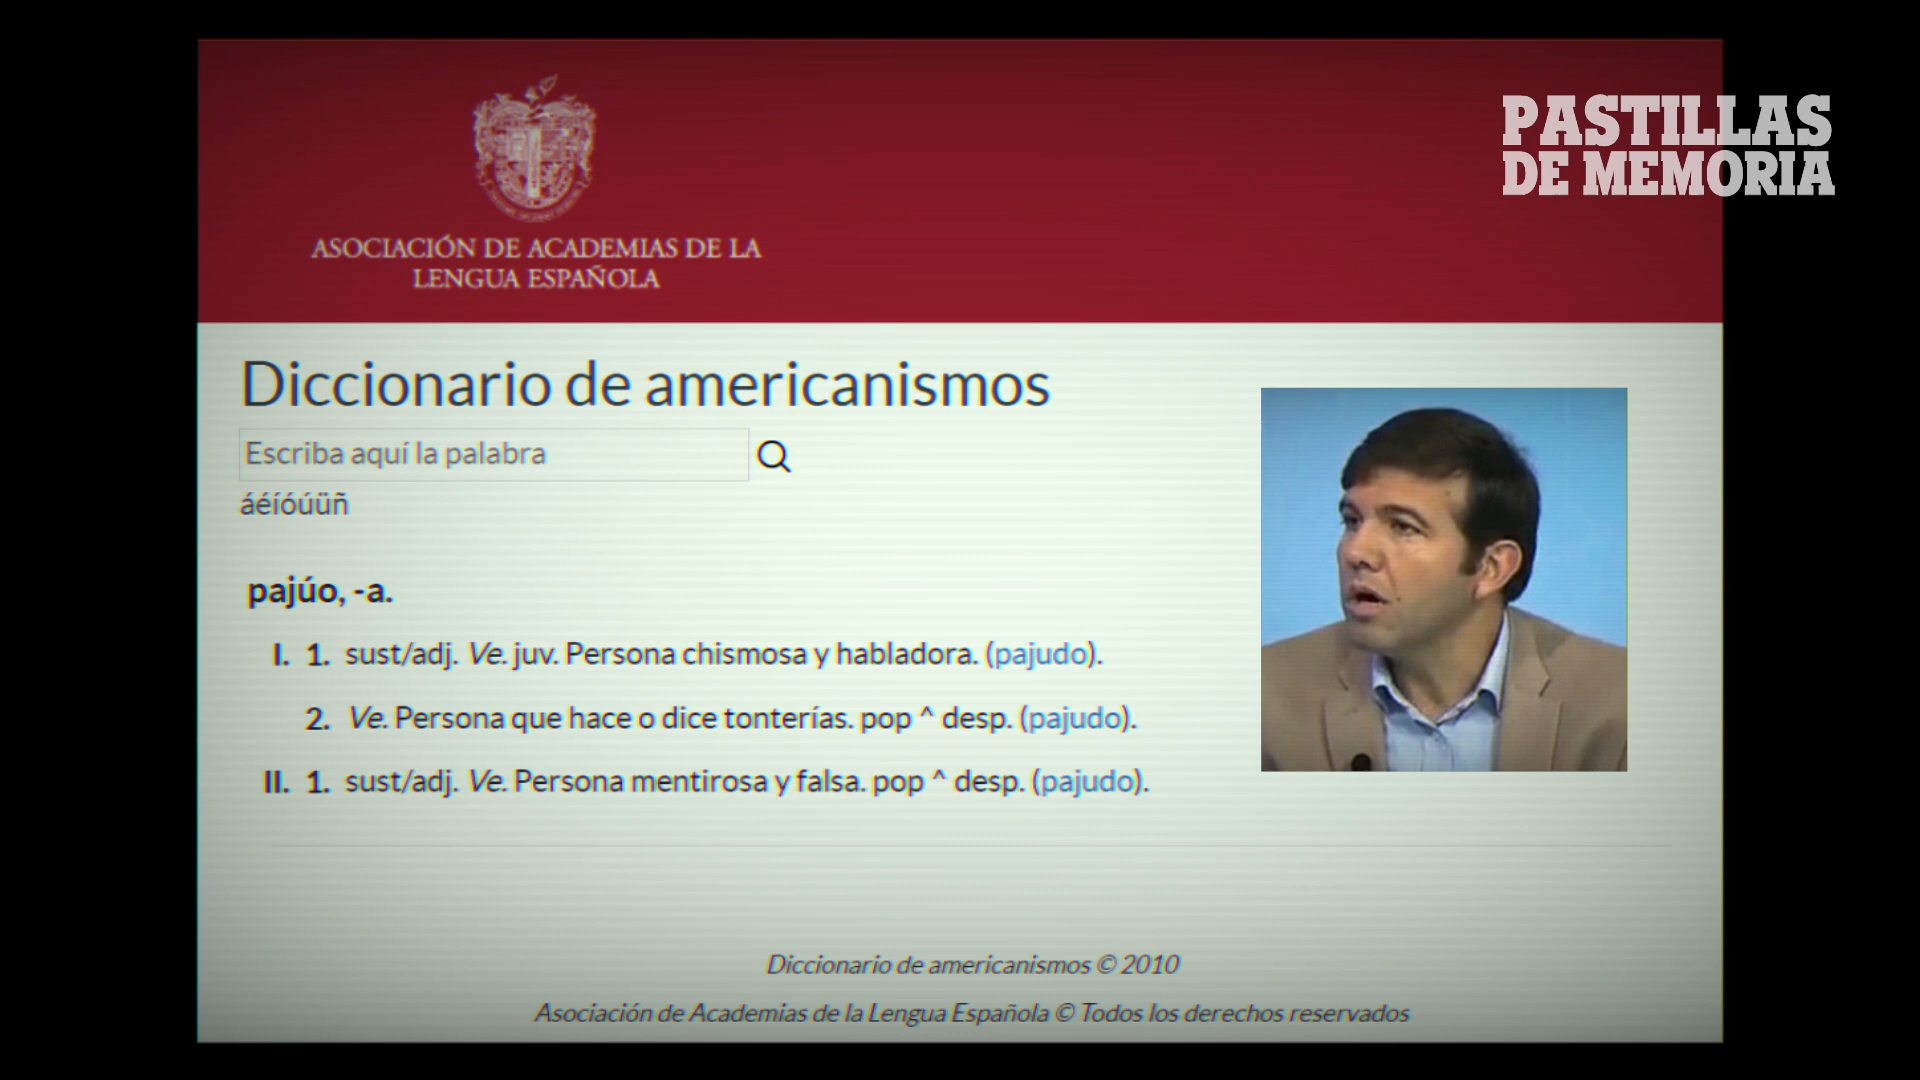 PASTILLAS
DE MEMORIA
ASOCIACIÓN DE ACADEMIAS DE LA
LENGUA ESPAÑOLA
Diccionario de americanismos
Escriba aquí la palabra
áéíóúüñ
pajúo, -a.
I. 1. sust/adj. Ve. juv. Persona chismosa y habladora. (pajudo).
2. Ve. Persona que hace o dice tonterías. pop ^ desp. (pajudo).
II. 1. sust/adj. Ve. Persona mentirosa y falsa. pop ^ desp. (pajudo).
Diccionario de americanismos © 2010
Asociación de Academias de la Lengua Española © Todos los derechos reservados